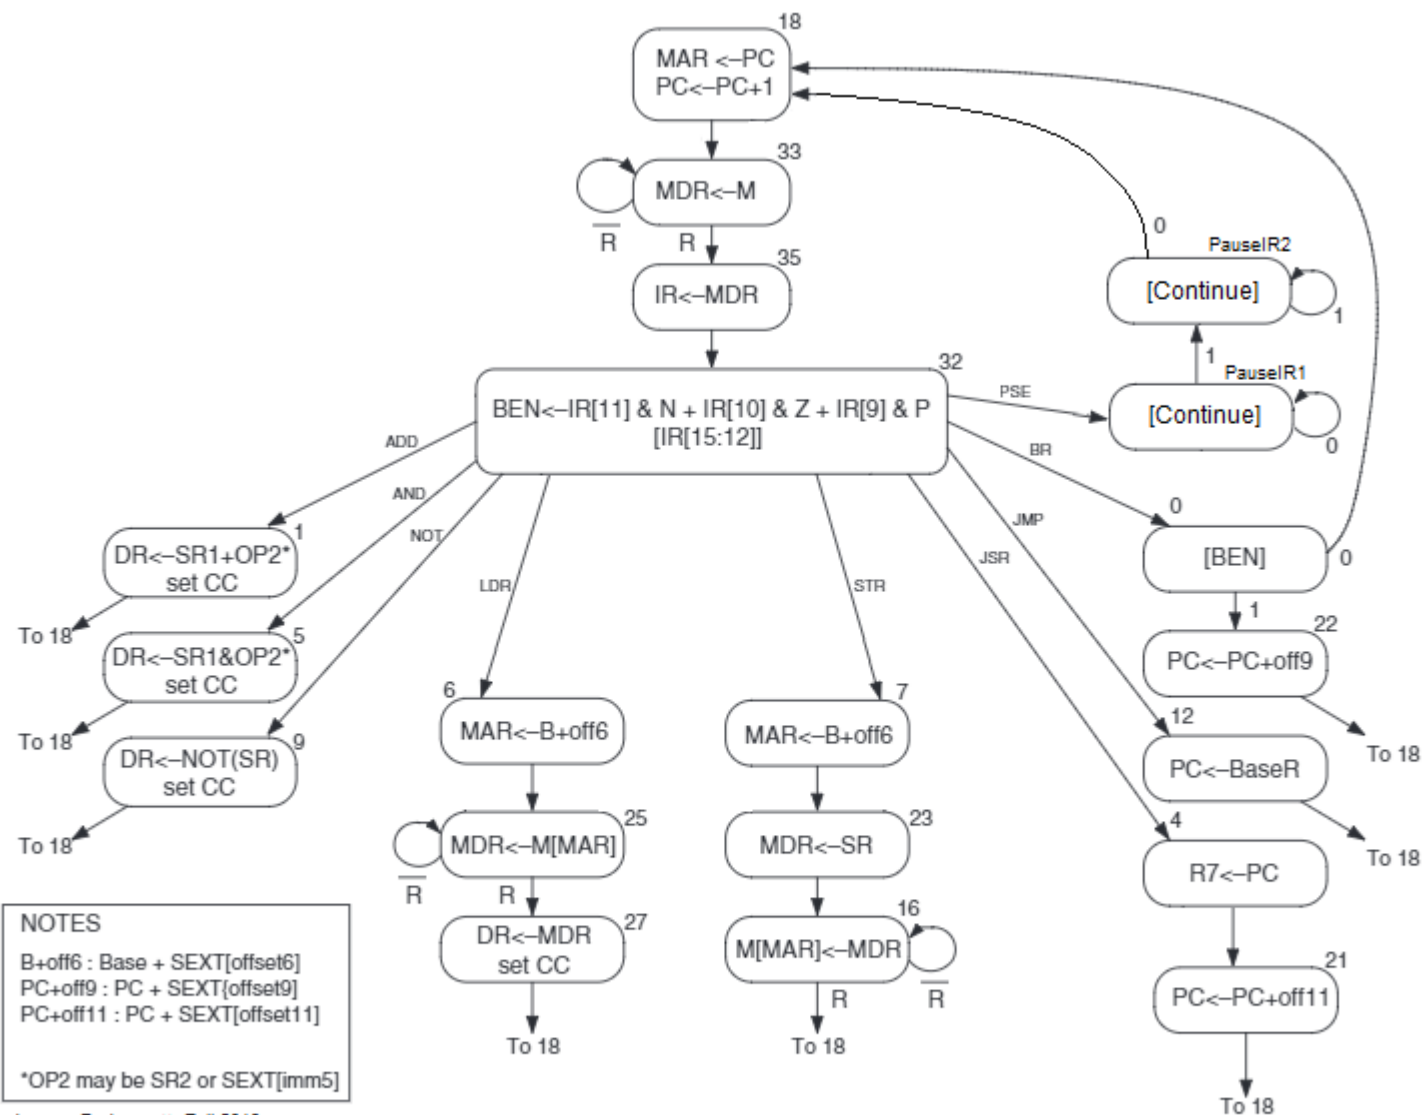 18
MAR <–PC
PC<–PC+1
33
MDR<–M
R
R
35
IR<–MDR
0
PauseIR2
[Continue]
1
1
PauseIR1
[Continue]
0
32
BEN<–IR[11] & N + IR[10] & Z + IR[9] & P
[IR[15:12]]
PSE
BR
JMP
JSR
ADD
AND
NOT
LDR
STR
1
DR<–SR1+OP2*
set CC
To 18
5
DR<–SR1&OP2*
set CC
To 18
9
DR<–NOT(SR)
set CC
To 18
6
MAR<–B+off6
25
MDR<–M[MAR]
R
R
27
DR<–MDR
set CC
To 18
7
MAR<–B+off6
23
MDR<–SR
16
M[MAR]<–MDR
R
R
To 18
0
[BEN]
0
1
22
PC<–PC+off9
To 18
12
PC<–BaseR
To 18
4
R7<–PC
21
PC<–PC+off11
To 18
NOTES
B+off6 : Base + SEXT[offset6]
PC+off9 : PC + SEXT{offset9]
PC+off11 : PC + SEXT[offset11]
*OP2 may be SR2 or SEXT[imm5]